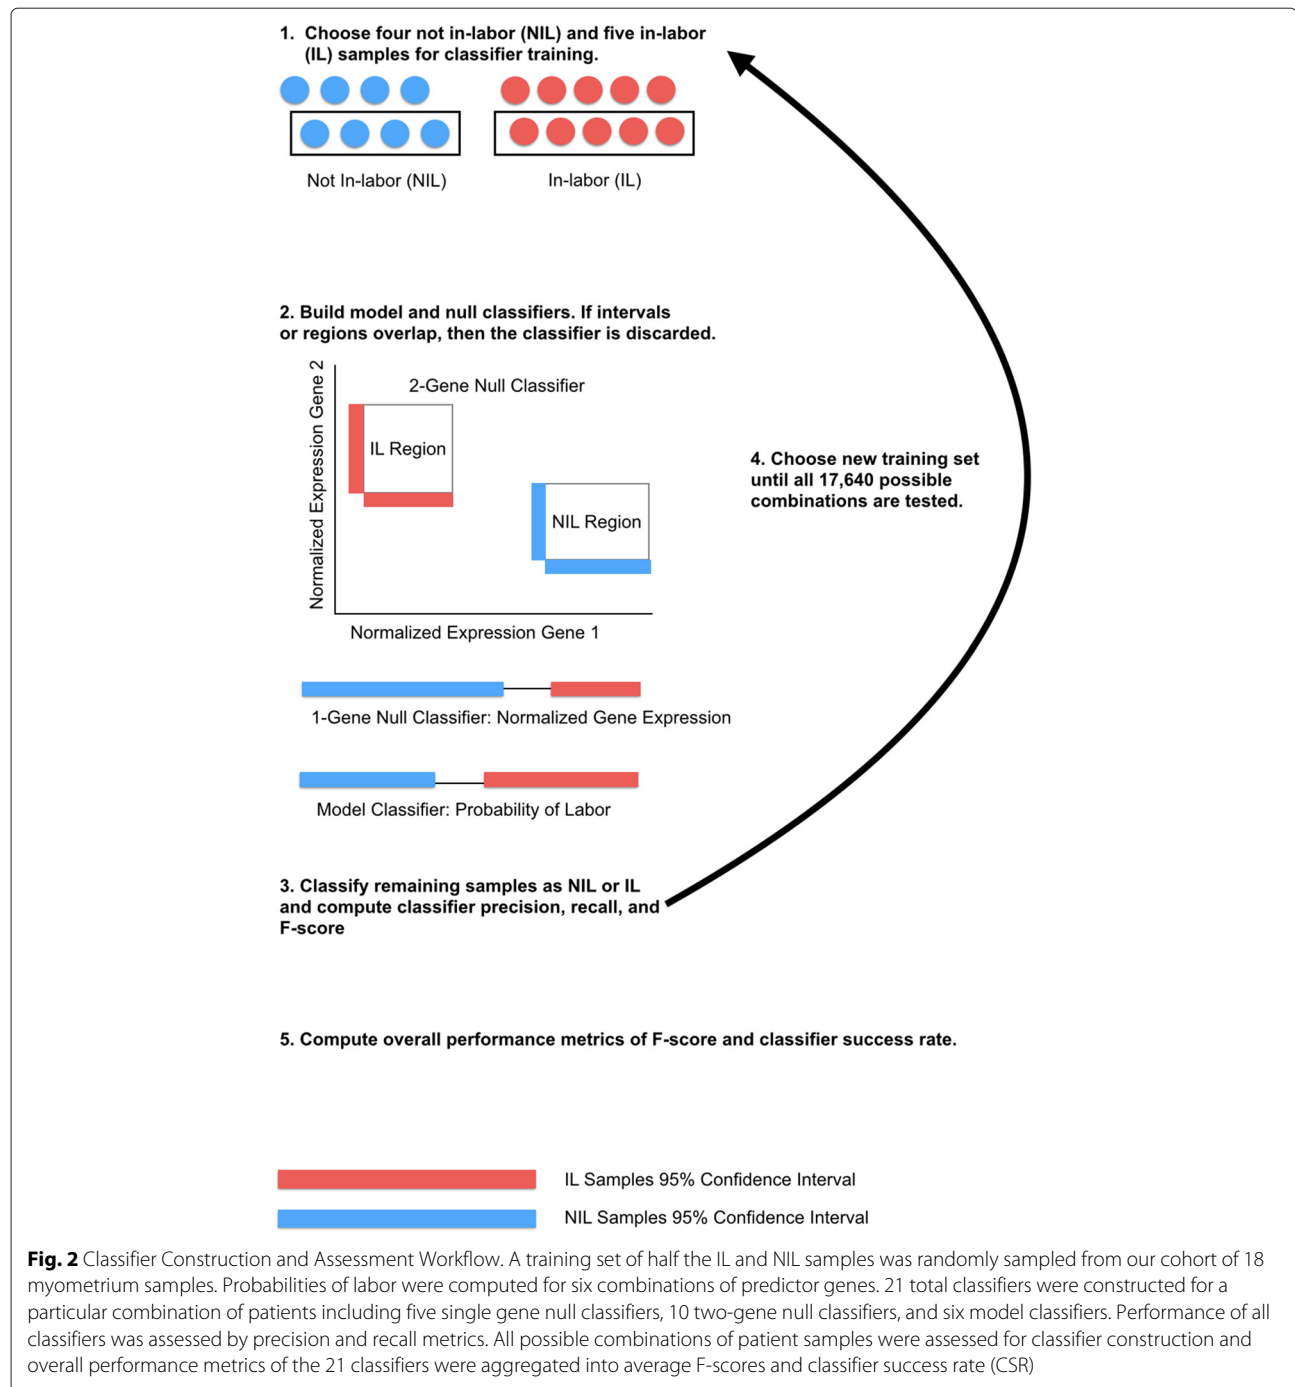 1. Choose four not in-labor (NIL) and five in-labor
(IL) samples for classifier training.
Not In-labor (NIL)
In-labor (IL)
2. Build model and null classifiers. If intervals
or regions overlap, then the classifier is discarded.
Normalized Expression Gene 2
2-Gene Null Classifier
IL Region
NIL Region
Normalized Expression Gene 1
1-Gene Null Classifier: Normalized Gene Expression
Model Classifier: Probability of Labor
3. Classify remaining samples as NIL or IL
and compute classifier precision, recall, and
F-score
4. Choose new training set
until all 17,640 possible
combinations are tested.
5. Compute overall performance metrics of F-score and classifier success rate.
IL Samples 95% Confidence Interval
NIL Samples 95% Confidence Interval
Fig. 2 Classifier Construction and Assessment Workflow. A training set of half the IL and NIL samples was randomly sampled from our cohort of 18
myometrium samples. Probabilities of labor were computed for six combinations of predictor genes. 21 total classifiers were constructed for a
particular combination of patients including five single gene null classifiers, 10 two-gene null classifiers, and six model classifiers. Performance of all
classifiers was assessed by precision and recall metrics. All possible combinations of patient samples were assessed for classifier construction and
overall performance metrics of the 21 classifiers were aggregated into average F-scores and classifier success rate (CSR)